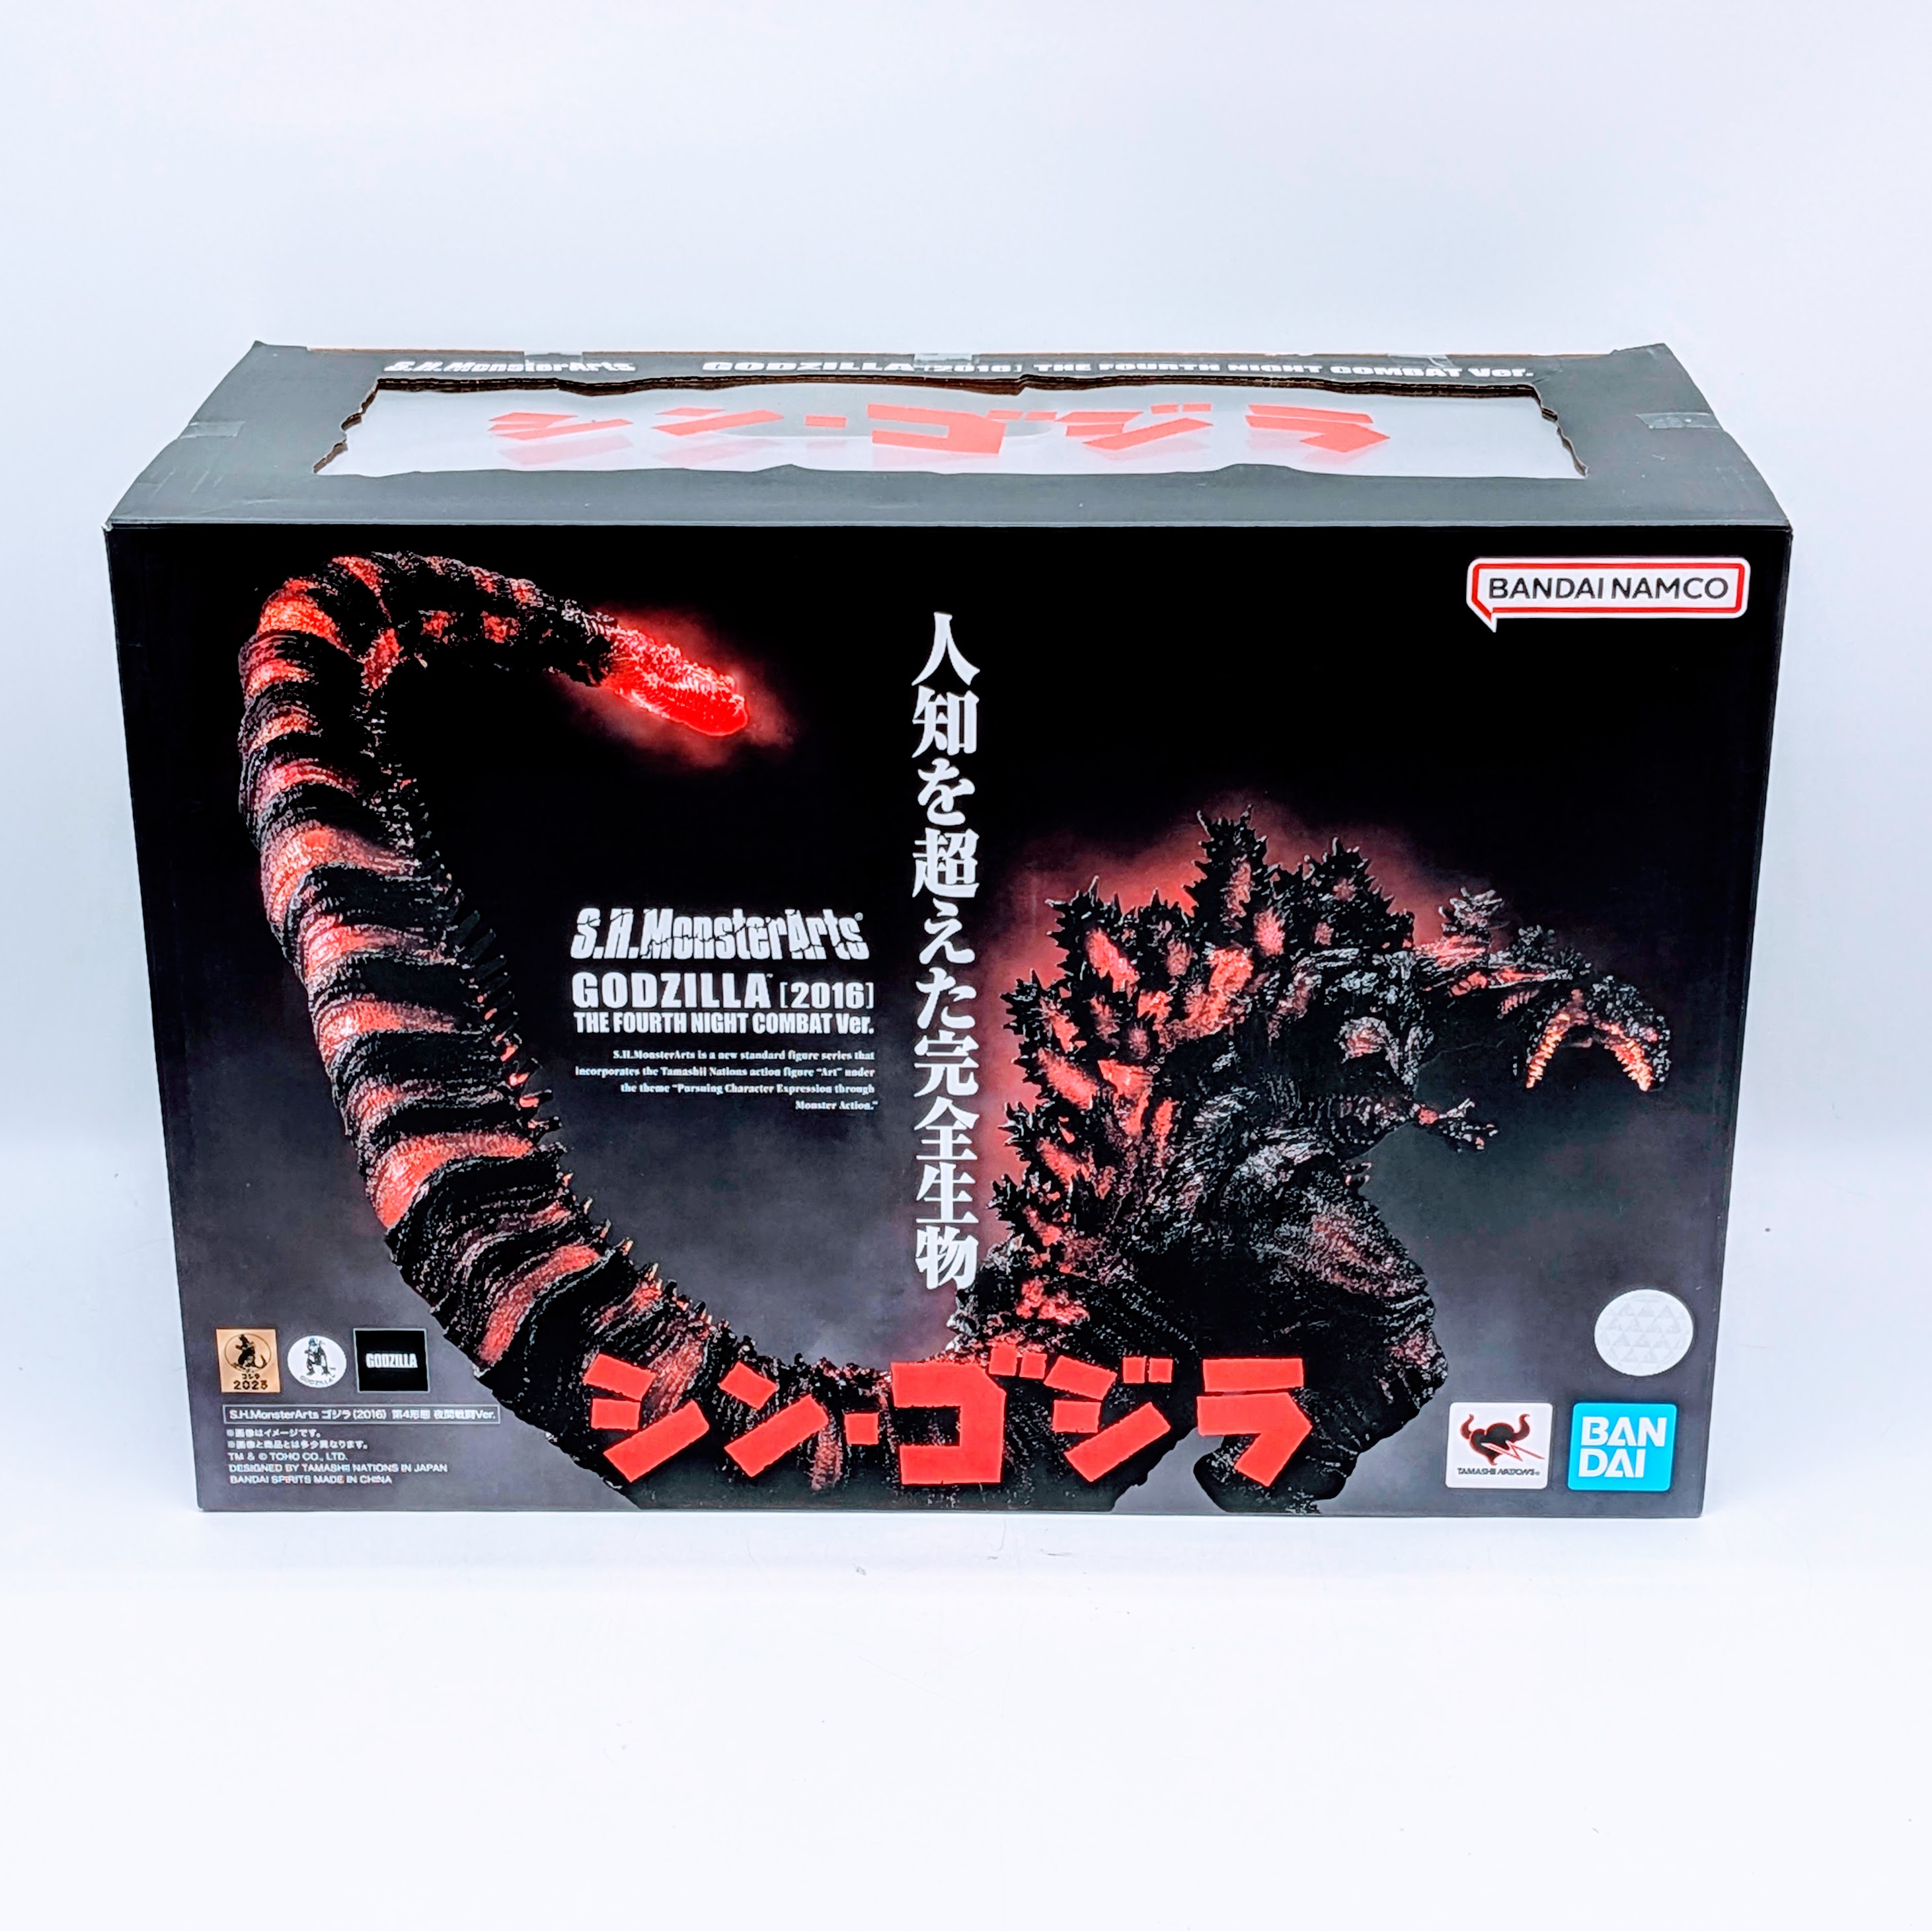 S.H.MonsterArts GODZILLA [2016] THE FOURTH NIGHT COMBAT Ver.
シン・ゴジラ
BANDAI NAMCO
人知を超えた完全生物
S.H.MonsterArts
GODZILLA [2016]
THE FOURTH NIGHT COMBAT Ver.
S.H.MonsterArts is a new standard figure series that
incorporates the Tamashii Nations action figure "Art" under
the theme "Pursuing Character Expression through
Monster Action."
ゴジラ
2023
GODZILLA
GODZILLA
S.H.MonsterArts ゴジラ(2016) 第4形態 夜間戦闘Ver.
※画像はイメージです。
※画像と商品とは多少異なります。
TM & © TOHO CO., LTD.
DESIGNED BY TAMASHII NATIONS IN JAPAN
BANDAI SPIRITS MADE IN CHINA
シン・ゴジラ
TAMASHII NATIONS
BAN
DAI